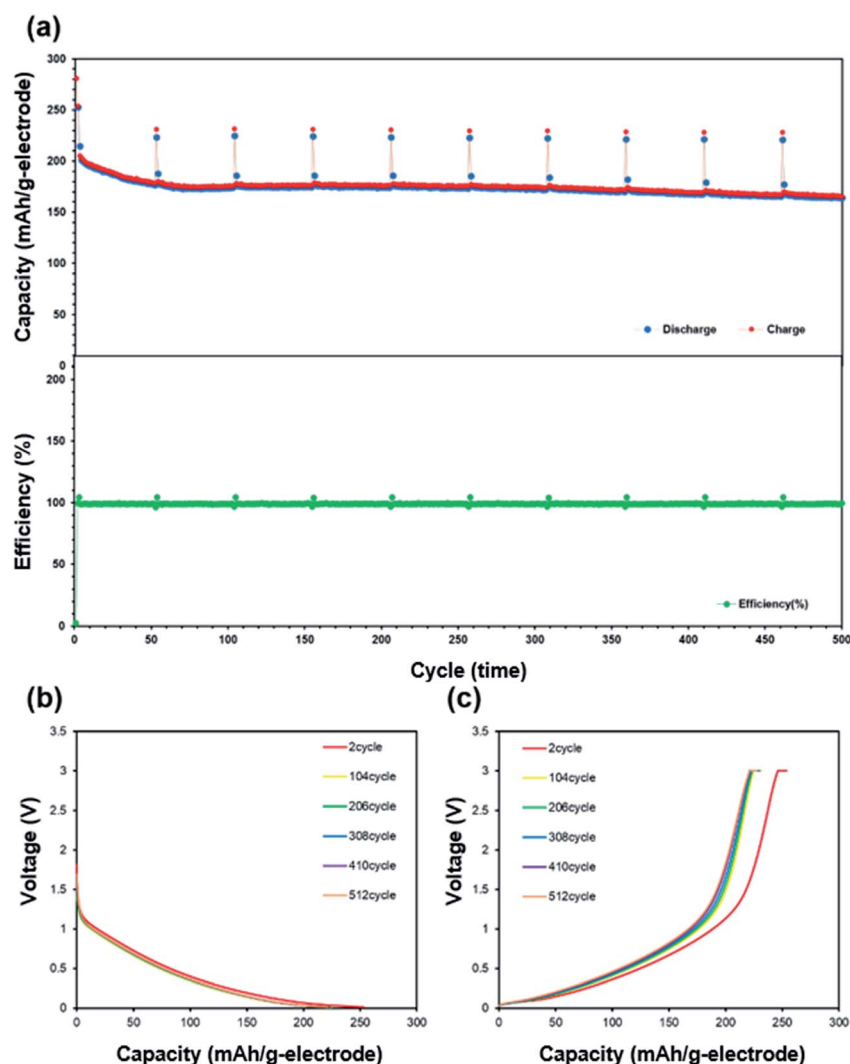 (a)
Capacity (mAh/g-electrode)
300
250
200
150
100
50
0
Discharge
Charge
Efficiency (%)
200
150
100
50
0
Efficiency(%)
0 50 100 150 200 250 300 350 400 450 500
Cycle (time)
(b)
Voltage (V)
3.5
3
2.5
2
1.5
1
0.5
0
2cycle
104cycle
206cycle
308cycle
410cycle
512cycle
0 50 100 150 200 250 300
Capacity (mAh/g-electrode)
(c)
Voltage (V)
3.5
3
2.5
2
1.5
1
0.5
0
2cycle
104cycle
206cycle
308cycle
410cycle
512cycle
0 50 100 150 200 250 300
Capacity (mAh/g-electrode)